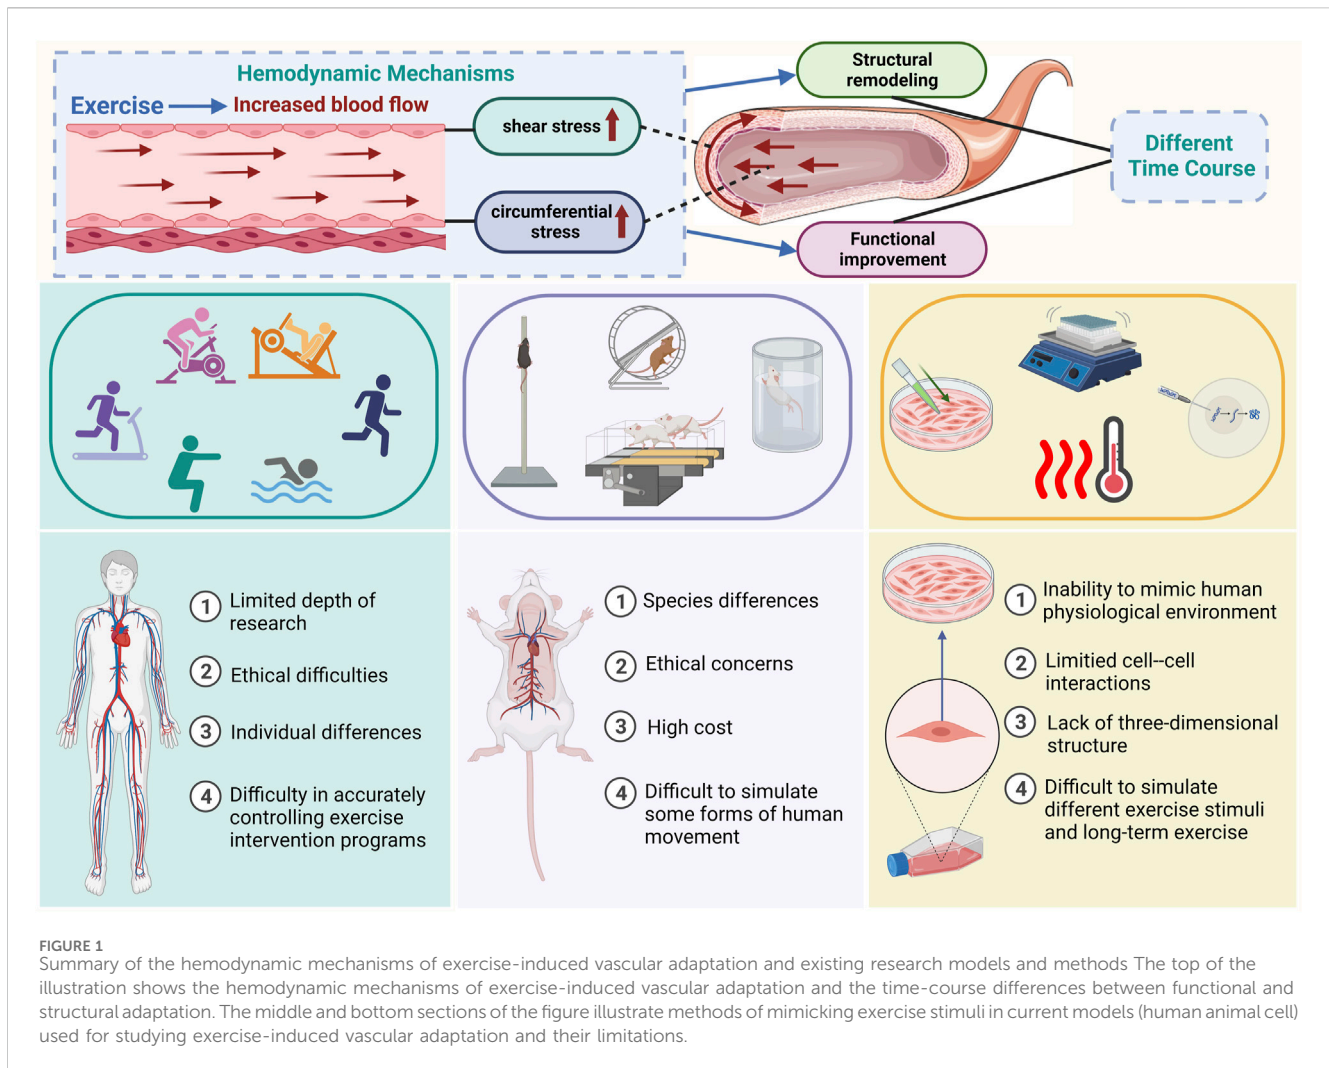 Hemodynamic Mechanisms
Exercise
Increased blood flow
shear stress
circumferential
stress
Structural
remodeling
Functional
improvement
Different
Time Course
1 Limited depth of
research
2 Ethical difficulties
3 Individual differences
4 Difficulty in accurately
controlling exercise
intervention programs
1 Species differences
2 Ethical concerns
3 High cost
4 Difficult to simulate
some forms of human
movement
1 Inability to mimic human
physiological environment
2 Limitied cell--cell
interactions
3 Lack of three-dimensional
structure
4 Difficult to simulate
different exercise stimuli
and long-term exercise
FIGURE 1
Summary of the hemodynamic mechanisms of exercise-induced vascular adaptation and existing research models and methods The top of the
illustration shows the hemodynamic mechanisms of exercise-induced vascular adaptation and the time-course differences between functional and
structural adaptation. The middle and bottom sections of the figure illustrate methods of mimicking exercise stimuli in current models (human animal cell)
used for studying exercise-induced vascular adaptation and their limitations.